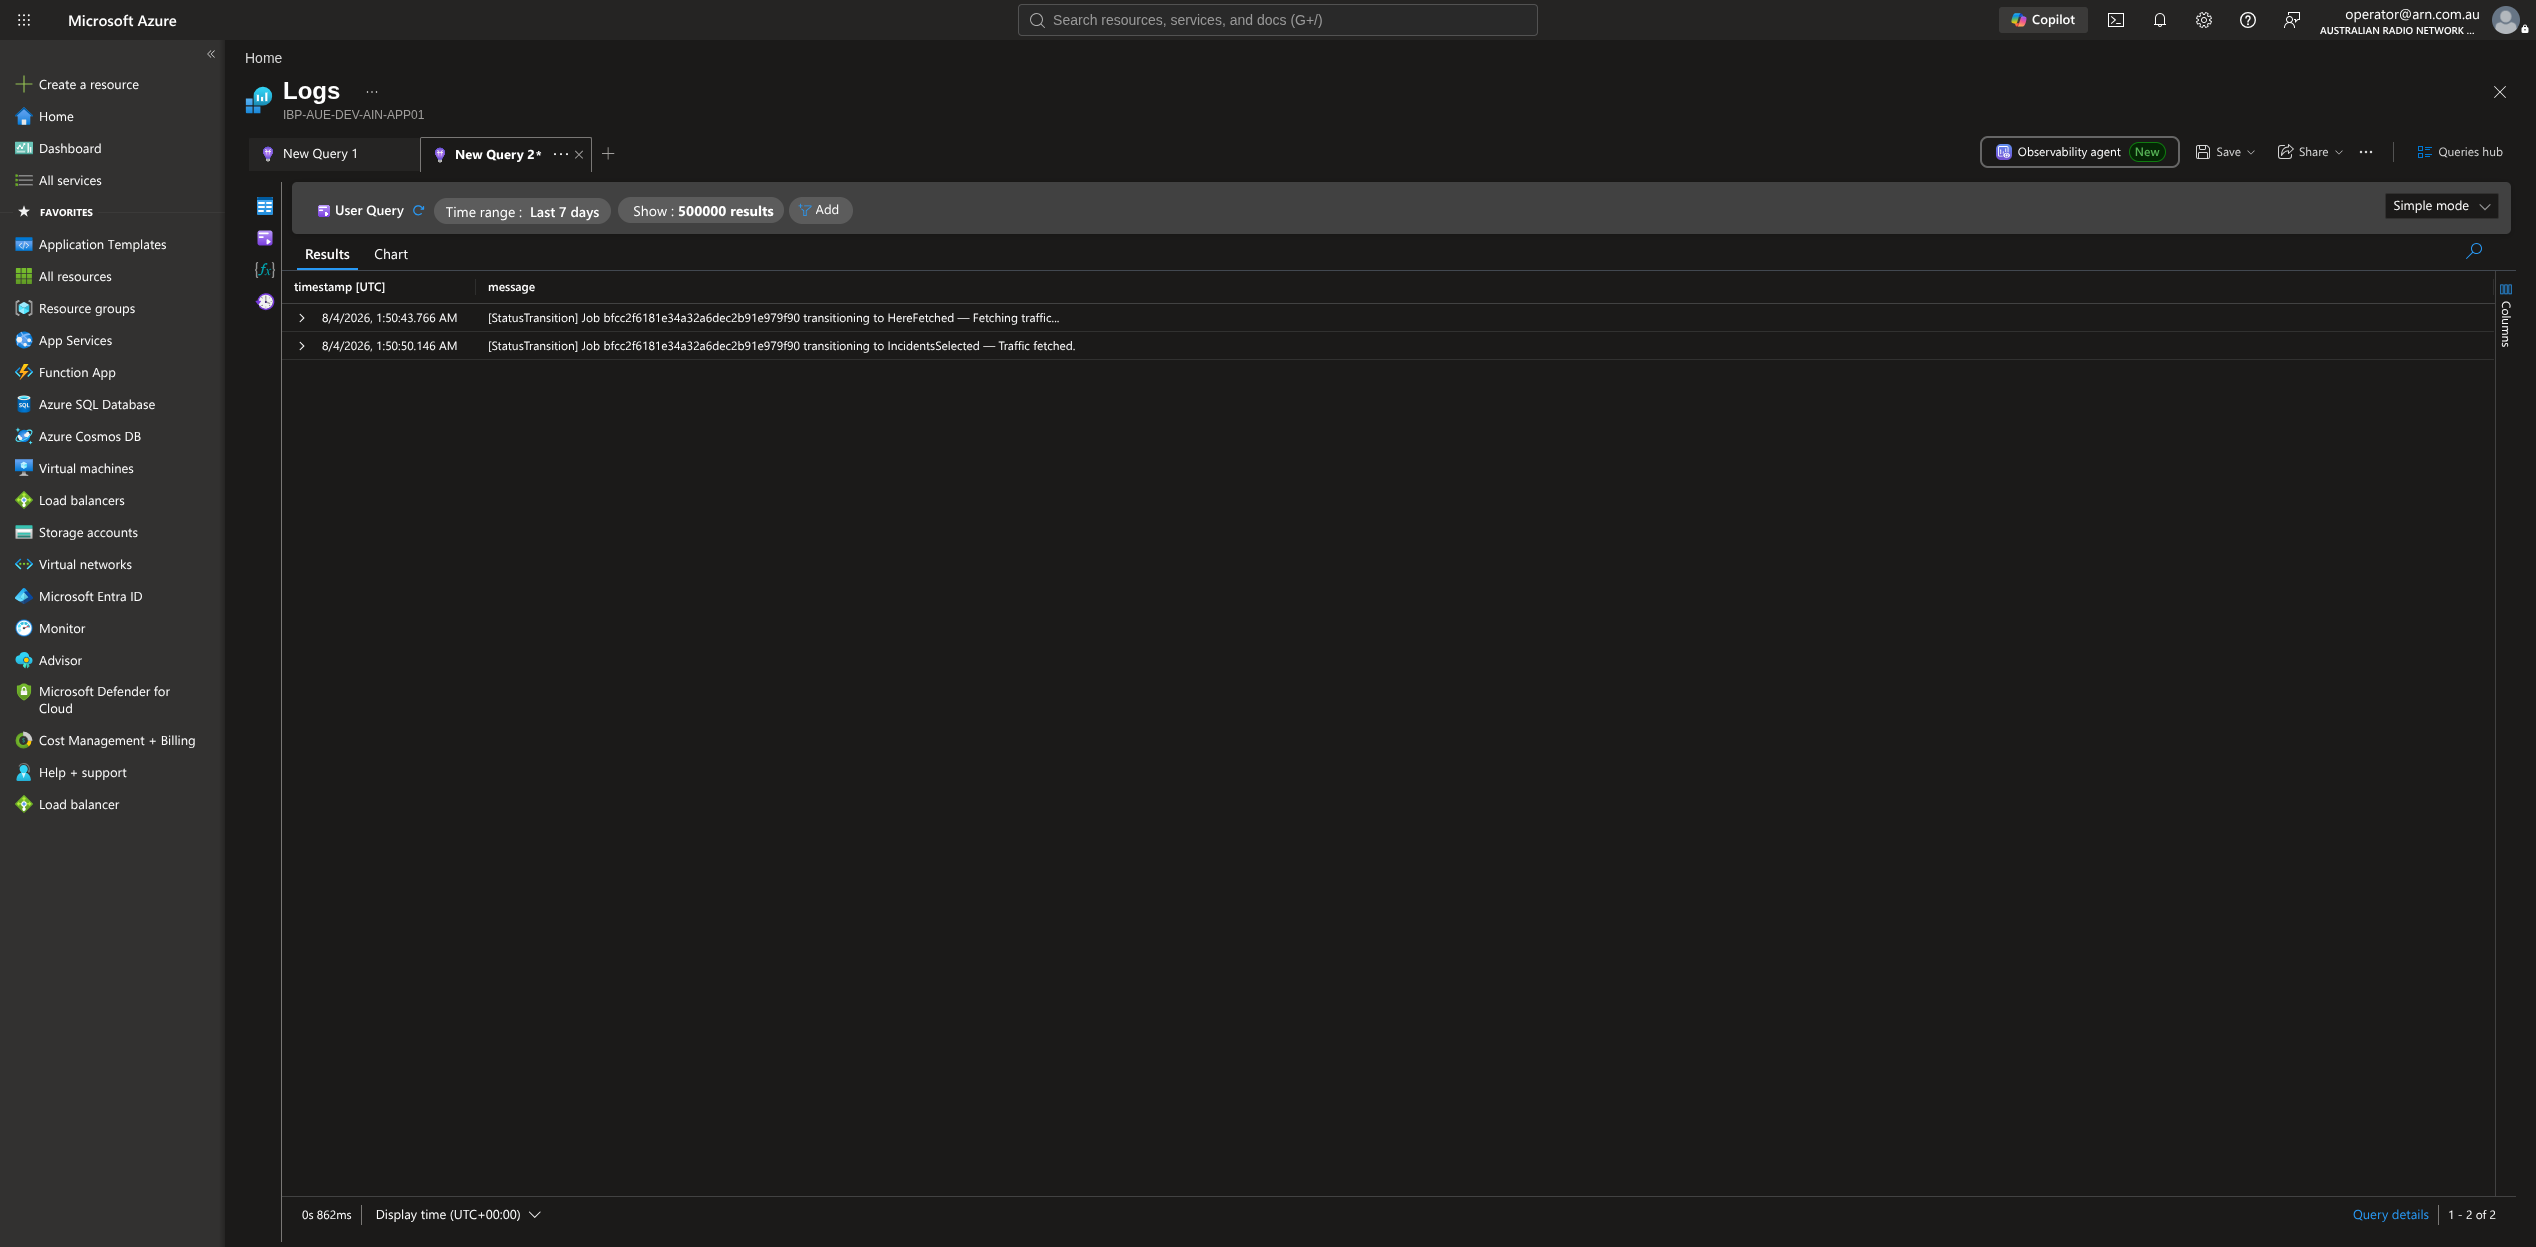 Microsoft Azure
Search resources, services, and docs (G+/)
Copilot
operator@arn.com.au
AUSTRALIAN RADIO NETWORK ...
Create a resource
Home
Dashboard
All services
FAVORITES
Application Templates
All resources
Resource groups
App Services
Function App
Azure SQL Database
Azure Cosmos DB
Virtual machines
Load balancers
Storage accounts
Virtual networks
Microsoft Entra ID
Monitor
Advisor
Microsoft Defender for
Cloud
Cost Management + Billing
Help + support
Load balancer
Home
Logs ...
IBP-AUE-DEV-AIN-APP01
New Query 1
New Query 2* ...
Observability agent New
Save
Share
...
Queries hub
User Query
Time range : Last 7 days
Show : 500000 results
Add
Simple mode
Results Chart
timestamp [UTC] message
8/4/2026, 1:50:43.766 AM [StatusTransition] Job bfcc2f6181e34a32a6dec2b91e979f90 transitioning to HereFetched — Fetching traffic...
8/4/2026, 1:50:50.146 AM [StatusTransition] Job bfcc2f6181e34a32a6dec2b91e979f90 transitioning to IncidentsSelected — Traffic fetched.
Columns
0s 862ms Display time (UTC+00:00)
Query details 1 - 2 of 2